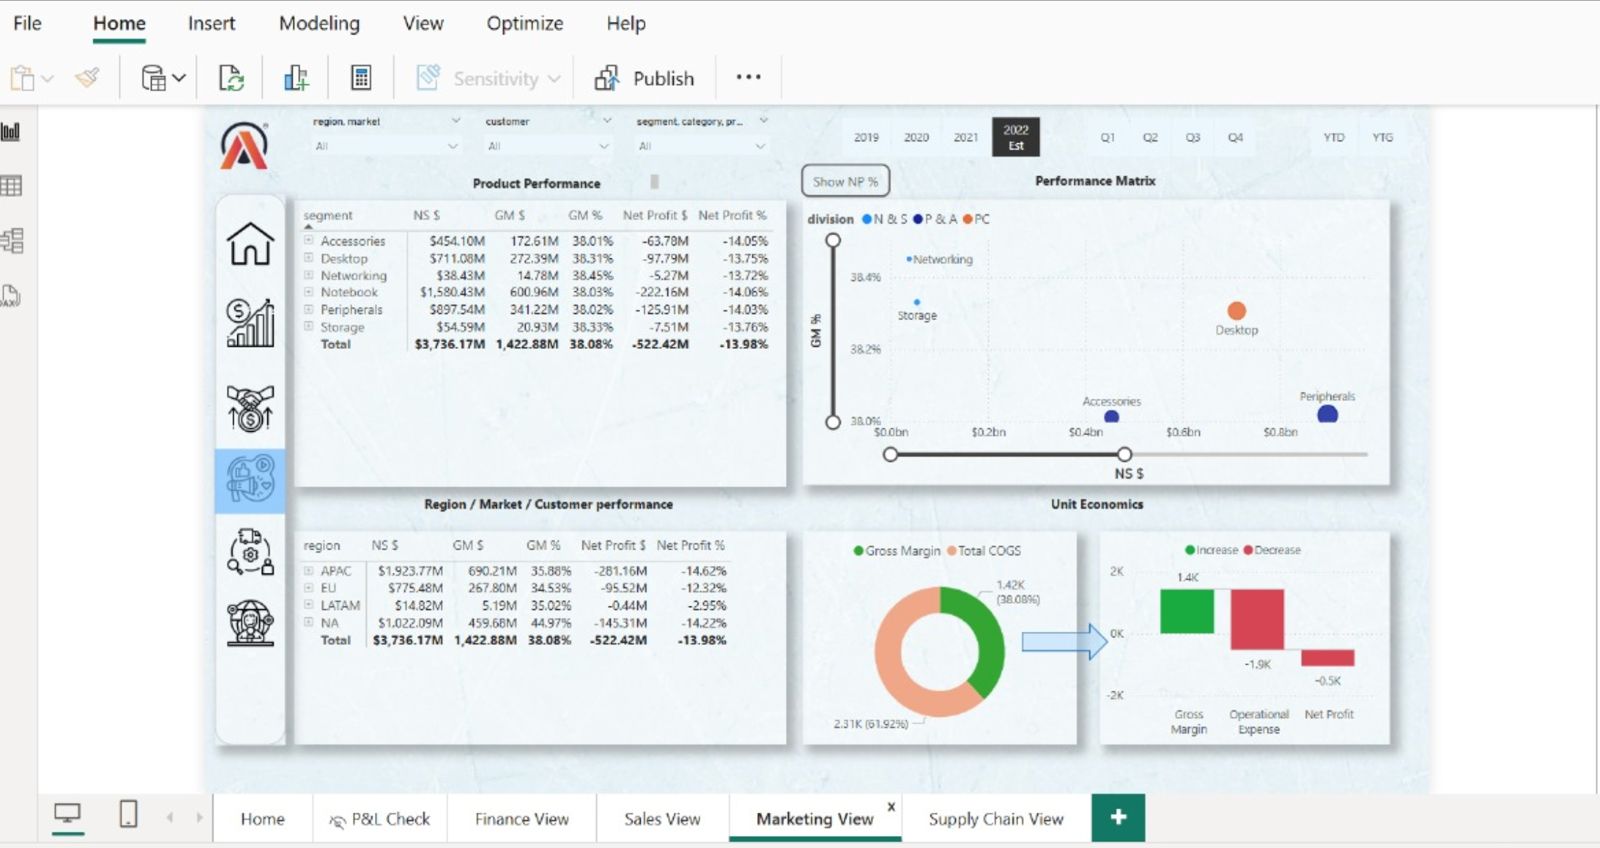 File Home Insert Modeling View Optimize Help
Sensitivity Publish
region, market customer segment, category, pr...
All All All
2019 2020 2021 2022 Est Q1 Q2 Q3 Q4 YTD YTG
Product Performance
segment NS $ GM $ GM % Net Profit $ Net Profit %
Accessories $454.10M 172.61M 38.01% -63.78M -14.05%
Desktop $711.08M 272.39M 38.31% -97.79M -13.75%
Networking $38.43M 14.78M 38.45% -5.27M -13.72%
Notebook $1,580.43M 600.96M 38.03% -222.16M -14.06%
Peripherals $897.54M 341.22M 38.02% -125.91M -14.03%
Storage $54.59M 20.93M 38.33% -7.51M -13.76%
Total $3,736.17M 1,422.88M 38.08% -522.42M -13.98%
Show NP %
Performance Matrix
division N & S P & A PC
GM %
38.4%
38.2%
38.0%
Networking
Storage
Desktop
Accessories
Peripherals
$0.0bn $0.2bn $0.4bn $0.6bn $0.8bn
NS $
Region / Market / Customer performance
region NS $ GM $ GM % Net Profit $ Net Profit %
APAC $1,923.77M 690.21M 35.88% -281.16M -14.62%
EU $775.48M 267.80M 34.53% -95.52M -12.32%
LATAM $14.82M 5.19M 35.02% -0.44M -2.95%
NA $1,022.09M 459.68M 44.97% -145.31M -14.22%
Total $3,736.17M 1,422.88M 38.08% -522.42M -13.98%
Unit Economics
Gross Margin Total COGS
1.42K
(38.08%)
2.31K (61.92%)
Increase Decrease
2K
0K
-2K
1.4K
-1.9K
-0.5K
Gross Margin
Operational Expense
Net Profit
Home P&L Check Finance View Sales View Marketing View x Supply Chain View +